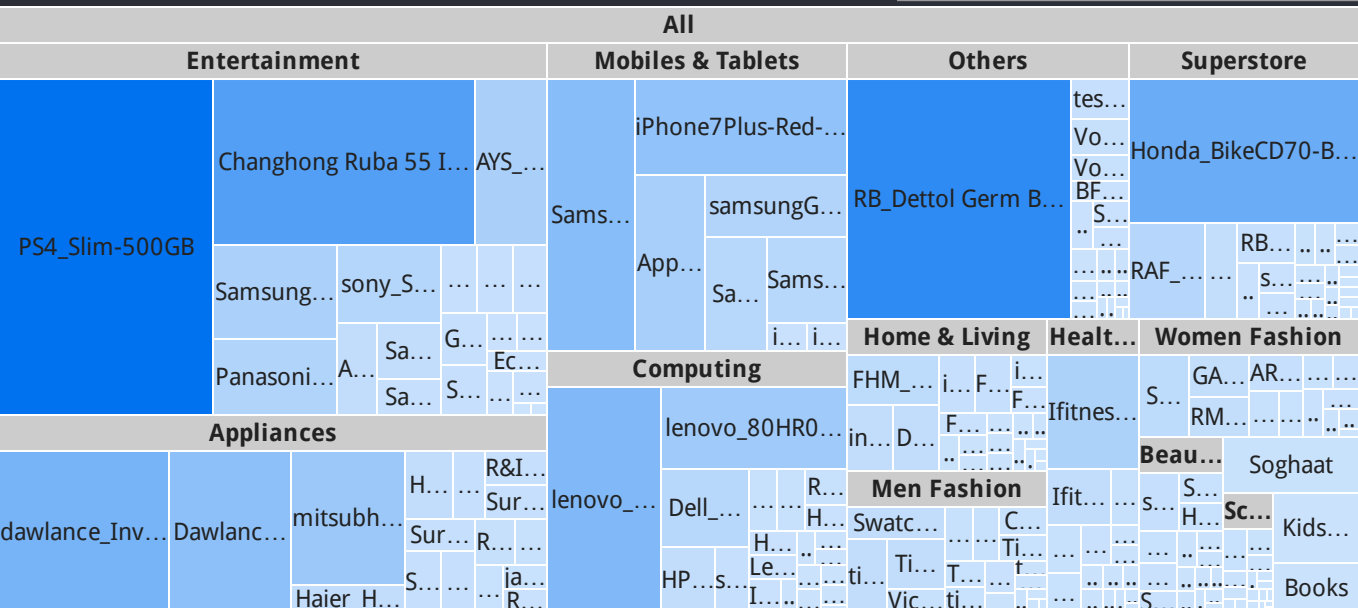 All
Entertainment
Mobiles & Tablets
Others
Superstore
PS4_Slim-500GB
Changhong Ruba 55 I...
AYS_...
Samsung...
sony_S...
Panasoni...
A...
Sa...
Sa...
G...
S...
Ec...
Sams...
iPhone7Plus-Red-...
App...
samsungG...
Sa...
Sams...
i...
i...
RB_Dettol Germ B...
tes...
Vo...
Vo...
BF...
S...
Honda_BikeCD70-B...
RAF_...
RB...
s...
Appliances
dawlance_Inv...
Dawlanc...
mitsubh...
Haier H...
H...
R&I...
Sur...
Sur...
R...
S...
ja...
R...
Computing
lenovo_...
lenovo_80HR0...
Dell_...
R...
H...
H...
Le...
HP...
s...
I...
Home & Living
FHM_...
i...
F...
i...
F...
in...
D...
F...
Men Fashion
Swatc...
C...
Ti...
ti...
Ti...
T...
t...
Vic...
ti...
Healt...
Ifitnes...
Ifit...
Women Fashion
S...
GA...
AR...
RM...
Beau...
s...
S...
H...
S...
Soghaat
Sc...
Kids...
Books